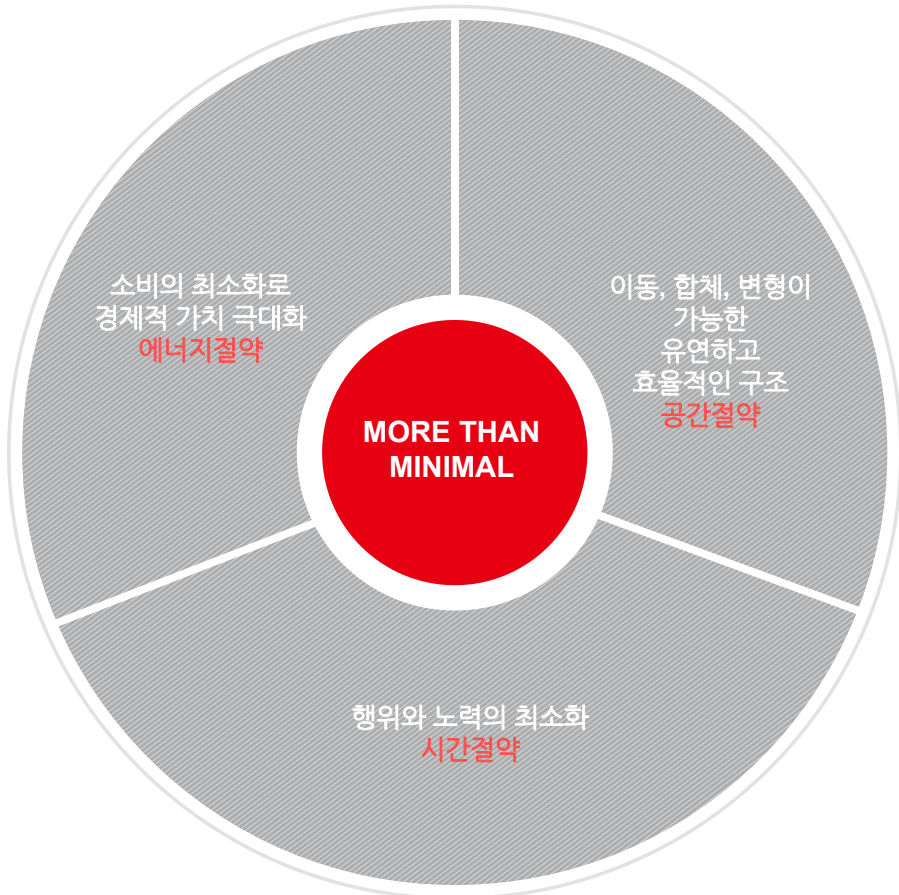 소비의 최소화로
경제적 가치 극대화
에너지절약
이동, 합체, 변형이
가능한
유연하고
효율적인 구조
공간절약
MORE THAN
MINIMAL
행위와 노력의 최소화
시간절약